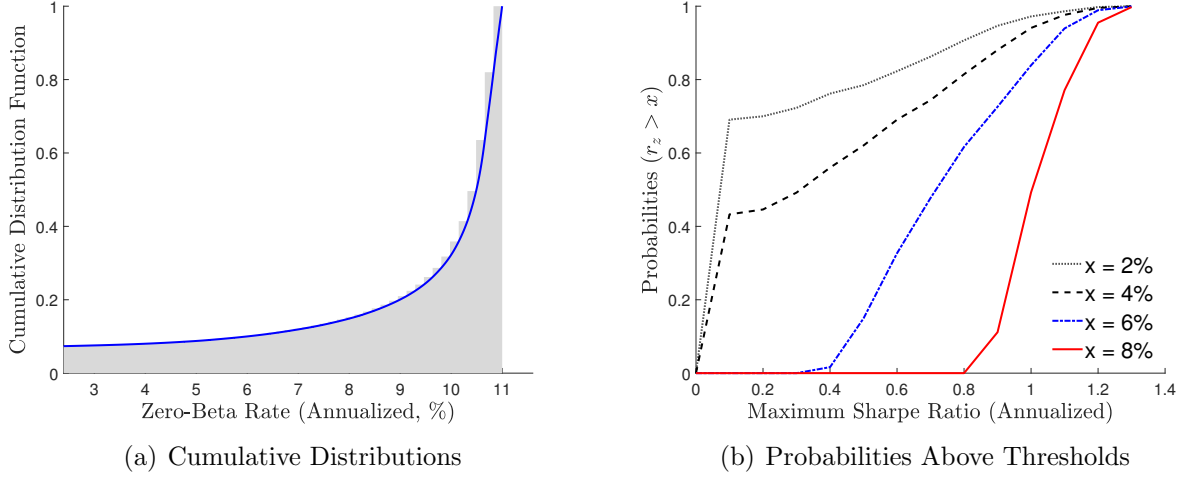 Cumulative Distribution Function
1
0.8
0.6
0.4
0.2
0
3 4 5 6 7 8 9 10 11
Zero-Beta Rate (Annualized, %)
(a) Cumulative Distributions
Probabilities (r_z > x)
1
0.8
0.6
0.4
0.2
0
0 0.2 0.4 0.6 0.8 1 1.2 1.4
Maximum Sharpe Ratio (Annualized)
x = 2%
x = 4%
x = 6%
x = 8%
(b) Probabilities Above Thresholds